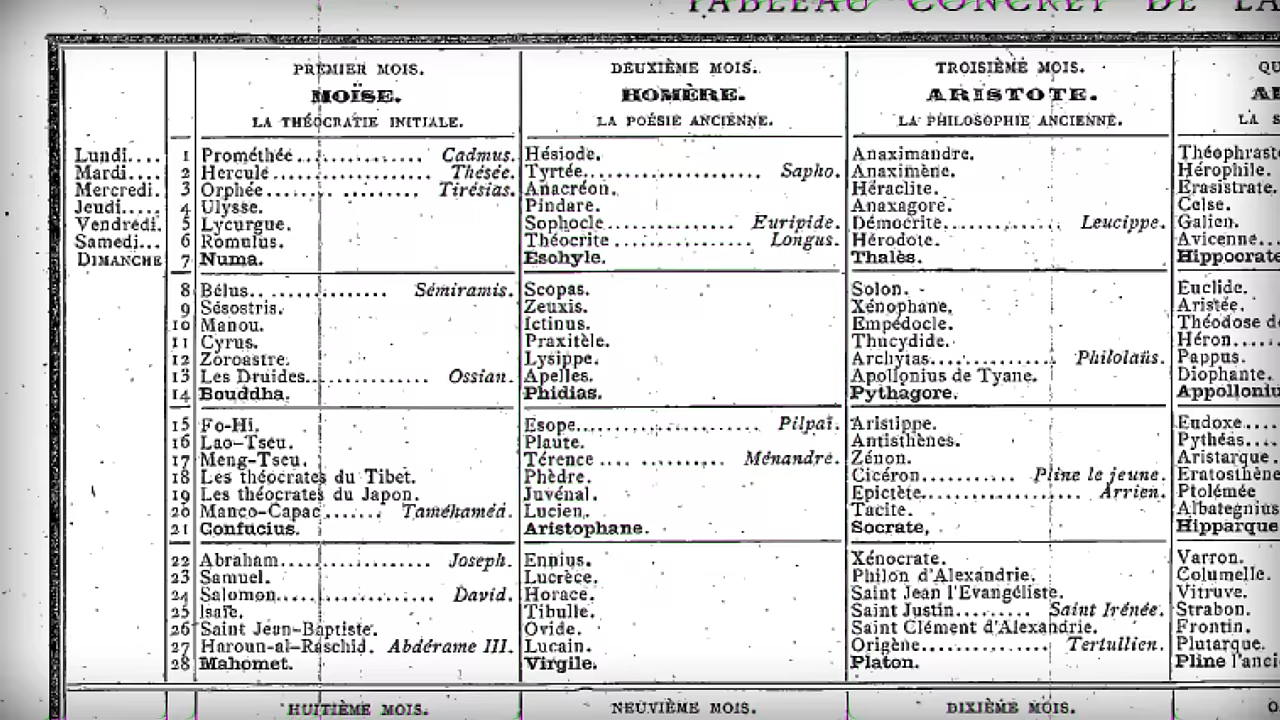 TABLEAU CONCRET DE LA
PREMIER MOIS.
MOÏSE.
LA THÉOCRATIE INITIALE.
DEUXIÈME MOIS.
HOMÈRE.
LA POÉSIE ANCIENNE.
TROISIÈME MOIS.
ARISTOTE.
LA PHILOSOPHIE ANCIENNE.
Lundi....
Mardi....
Mercredi.
Jeudi.....
Vendredi.
Samedi...
DIMANCHE
1 Prométhée.................. Cadmus.
2 Hercule...................... Thésée.
3 Orphée........ ......... Tirésias.
4 Ulysse.
5 Lycurgue.
6 Romulus.
7 Numa.
8 Bélus.................. Sémiramis.
9 Sésostris.
10 Manou.
11 Cyrus.
12 Zoroastre.
13 Les Druides................ Ossian.
14 Bouddha.
15 Fo-Hi.
16 Lao-Tseu.
17 Meng-Tseu.
18 Les théocrates du Tibet.
19 Les théocrates du Japon.
20 Manco-Capac....... Taméhaméd.
21 Confucius.
22 Abraham..................... Joseph.
23 Samuel.
24 Salomon..................... David.
25 Isaïe.
26 Saint Jean-Baptiste.
27 Haroun-al-Raschid. Abdérame III.
28 Mahomet.
Hésiode.
Tyrtée......................... Sapho.
Anacréon.
Pindare.
Sophocle.................. Euripide.
Théocrite................... Longus.
Eschyle.
Scopas.
Zeuxis.
Ictinus.
Praxitèle.
Lysippe.
Apelles.
Phidias.
Esope......................... Pilpaï.
Plaute.
Térence .... .......... Ménandre.
Phèdre.
Juvénal.
Lucien.
Aristophane.
Ennius.
Lucrèce.
Horace.
Tibulle.
Ovide.
Lucain.
Virgile.
Anaximandre.
Anaximène.
Héraclite.
Anaxagore.
Démocrite................ Leucippe.
Hérodote.
Thalès.
Solon.
Xénophane.
Empédocle.
Thucydide.
Archytas................. Philolaüs.
Apollonius de Tyane.
Pythagore.
Aristippe.
Antisthènes.
Zénon.
Cicéron............ Pline le jeune.
Epictète...................... Arrien.
Tacite.
Socrate,
Xénocrate.
Philon d'Alexandrie.
Saint Jean l'Évangéliste.
Saint Justin......... Saint Irénée.
Saint Clément d'Alexandrie.
Origène.................. Tertullien.
Platon.
QU
LA S
Théophraste
Hérophile.
Erasistrate.
Celse.
Galien.
Avicenne...
Hippocrate
Euclide.
Aristée.
Théodose d
Héron.....
Pappus.
Diophante.
Appolloniu
Eudoxe....
Pythéas....
Aristarque.
Eratosthène
Ptolémée
Albategnius
Hipparque
Varron.
Columelle.
Vitruve.
Strabon.
Frontin.
Plutarque.
Pline l'anci
HUITIÈME MOIS.
NEUVIÈME MOIS.
DIXIÈME MOIS.